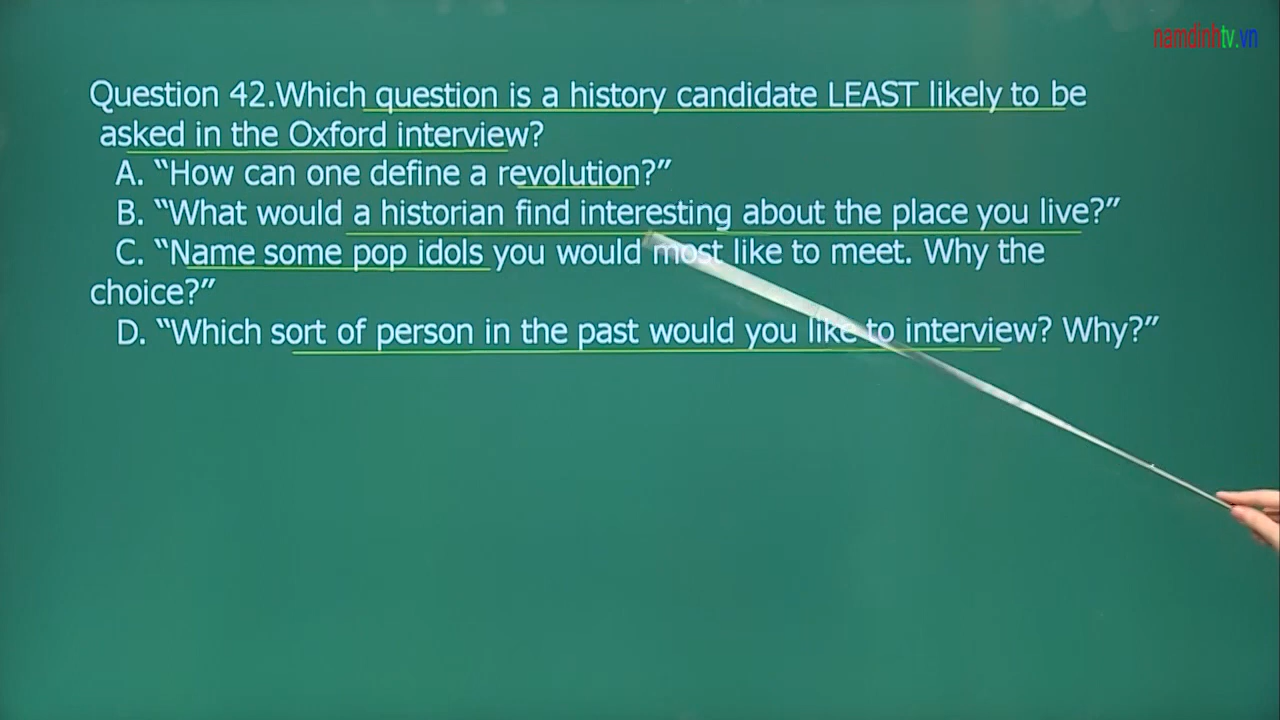 namdinhtv.vn
Question 42.Which question is a history candidate LEAST likely to be
asked in the Oxford interview?
A. “How can one define a revolution?”
B. “What would a historian find interesting about the place you live?”
C. “Name some pop idols you would most like to meet. Why the
choice?”
D. “Which sort of person in the past would you like to interview? Why?”